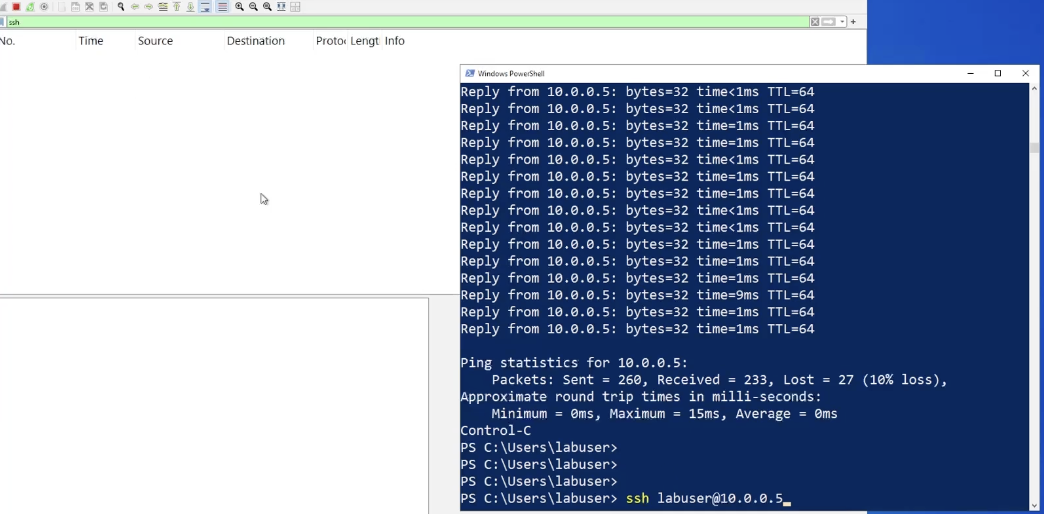 ssh
No. Time Source Destination Protoc Lengt Info
Windows PowerShell
Reply from 10.0.0.5: bytes=32 time<1ms TTL=64
Reply from 10.0.0.5: bytes=32 time<1ms TTL=64
Reply from 10.0.0.5: bytes=32 time=1ms TTL=64
Reply from 10.0.0.5: bytes=32 time=1ms TTL=64
Reply from 10.0.0.5: bytes=32 time<1ms TTL=64
Reply from 10.0.0.5: bytes=32 time=1ms TTL=64
Reply from 10.0.0.5: bytes=32 time=1ms TTL=64
Reply from 10.0.0.5: bytes=32 time<1ms TTL=64
Reply from 10.0.0.5: bytes=32 time<1ms TTL=64
Reply from 10.0.0.5: bytes=32 time=1ms TTL=64
Reply from 10.0.0.5: bytes=32 time=1ms TTL=64
Reply from 10.0.0.5: bytes=32 time=1ms TTL=64
Reply from 10.0.0.5: bytes=32 time=9ms TTL=64
Reply from 10.0.0.5: bytes=32 time=1ms TTL=64
Reply from 10.0.0.5: bytes=32 time=1ms TTL=64
Ping statistics for 10.0.0.5:
Packets: Sent = 260, Received = 233, Lost = 27 (10% loss),
Approximate round trip times in milli-seconds:
Minimum = 0ms, Maximum = 15ms, Average = 0ms
Control-C
PS C:\Users\labuser>
PS C:\Users\labuser>
PS C:\Users\labuser>
PS C:\Users\labuser> ssh labuser@10.0.0.5_